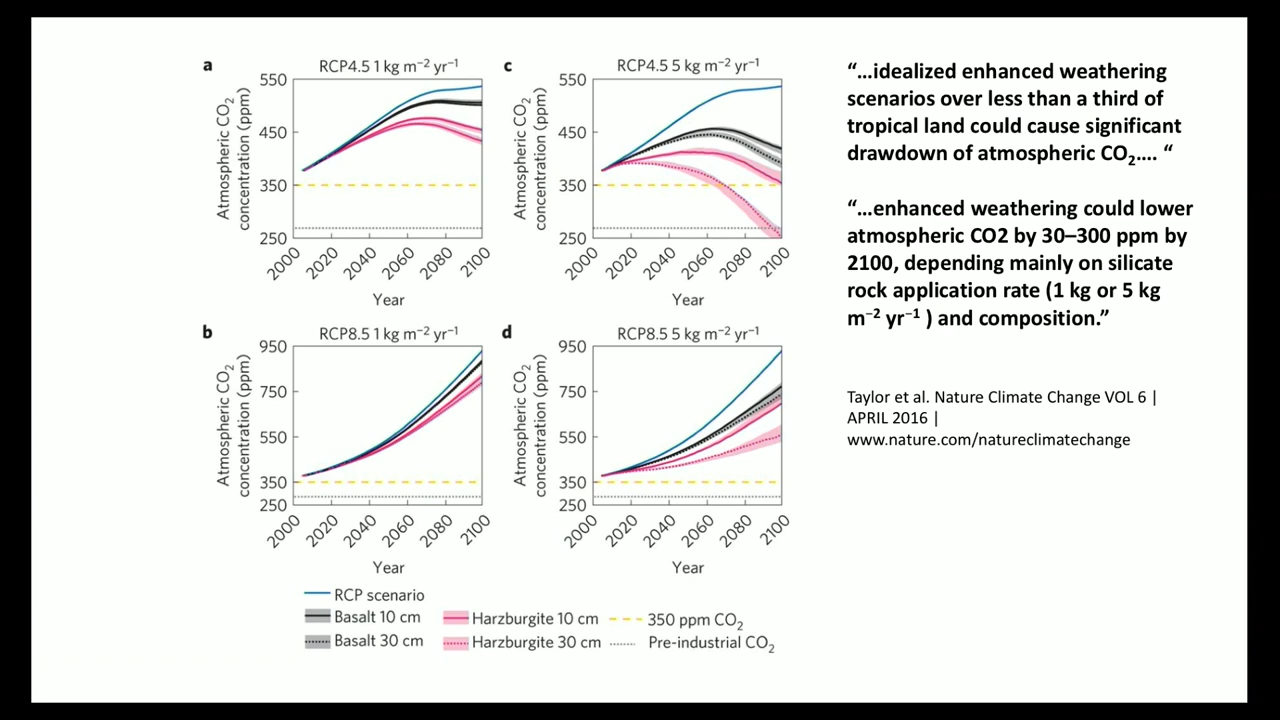 a
RCP4.5 1 kg m⁻² yr⁻¹
Atmospheric CO₂
concentration (ppm)
550
450
350
250
2000
2020
2040
2060
2080
2100
Year
c
RCP4.5 5 kg m⁻² yr⁻¹
Atmospheric CO₂
concentration (ppm)
550
450
350
250
2000
2020
2040
2060
2080
2100
Year
b
RCP8.5 1 kg m⁻² yr⁻¹
Atmospheric CO₂
concentration (ppm)
950
750
550
350
250
2000
2020
2040
2060
2080
2100
Year
d
RCP8.5 5 kg m⁻² yr⁻¹
Atmospheric CO₂
concentration (ppm)
950
750
550
350
250
2000
2020
2040
2060
2080
2100
Year
RCP scenario
Basalt 10 cm
Harzburgite 10 cm
350 ppm CO₂
Basalt 30 cm
Harzburgite 30 cm
Pre-industrial CO₂
“...idealized enhanced weathering
scenarios over less than a third of
tropical land could cause significant
drawdown of atmospheric CO₂.... “
“...enhanced weathering could lower
atmospheric CO2 by 30–300 ppm by
2100, depending mainly on silicate
rock application rate (1 kg or 5 kg
m⁻² yr⁻¹ ) and composition.”
Taylor et al. Nature Climate Change VOL 6 |
APRIL 2016 |
www.nature.com/natureclimatechange